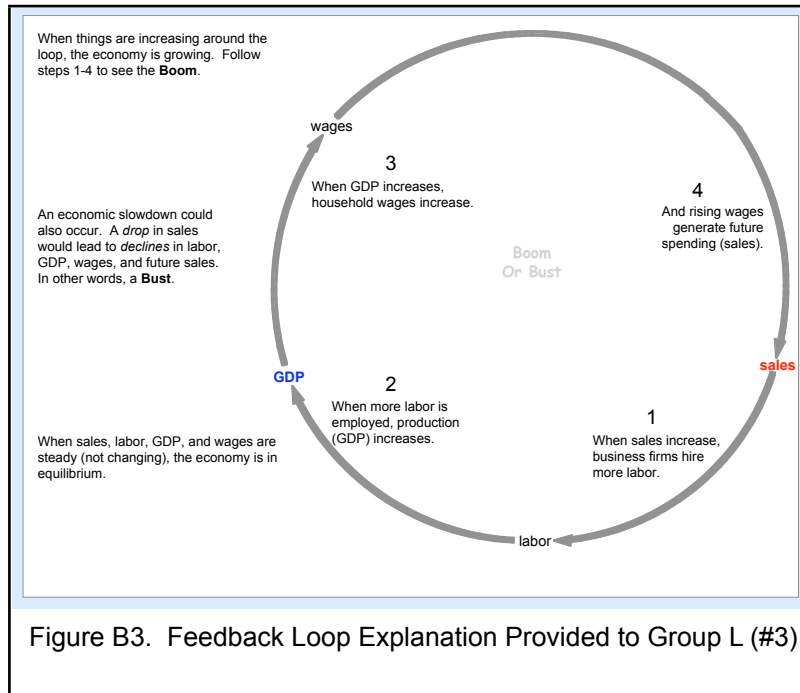 When things are increasing around the
loop, the economy is growing. Follow
steps 1-4 to see the Boom.
wages
3
When GDP increases,
household wages increase.
4
And rising wages
generate future
spending (sales).
An economic slowdown could
also occur. A drop in sales
would lead to declines in labor,
GDP, wages, and future sales.
In other words, a Bust.
Boom
Or Bust
GDP
sales
2
When more labor is
employed, production
(GDP) increases.
1
When sales increase,
business firms hire
more labor.
When sales, labor, GDP, and wages are
steady (not changing), the economy is in
equilibrium.
labor
Figure B3. Feedback Loop Explanation Provided to Group L (#3)